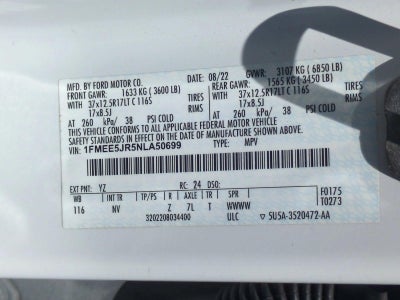 MFD. BY FORD MOTOR CO.
08/22 GVWR: 3107 KG (6850 LB)
FRONT GAWR: 1633 KG (3600 LB)
REAR GAWR: 1565 KG (3450 LB)
WITH 37x12.5R17LT C 116S TIRES
WITH 37x12.5R17LT C 116S TIRES
17x8.5J RIMS
17x8.5J RIMS
AT 260 kPa/ 38 PSI COLD
AT 260 kPa/ 38 PSI COLD
THIS VEHICLE CONFORMS TO ALL APPLICABLE FEDERAL MOTOR VEHICLE
SAFETY STANDARDS IN EFFECT ON THE DATE OF MANUFACTURE SHOWN ABOVE.
VIN: 1FMEE5JR5NLA50699
TYPE: MPV
EXT PNT: YZ RC: 24 DSO:
WB INT TR TP/PS R AXLE TR SPR
116 NV Z 7L T WWWW
F0175
T0273
3202208034400 ULC
SU5A-3520472-AA